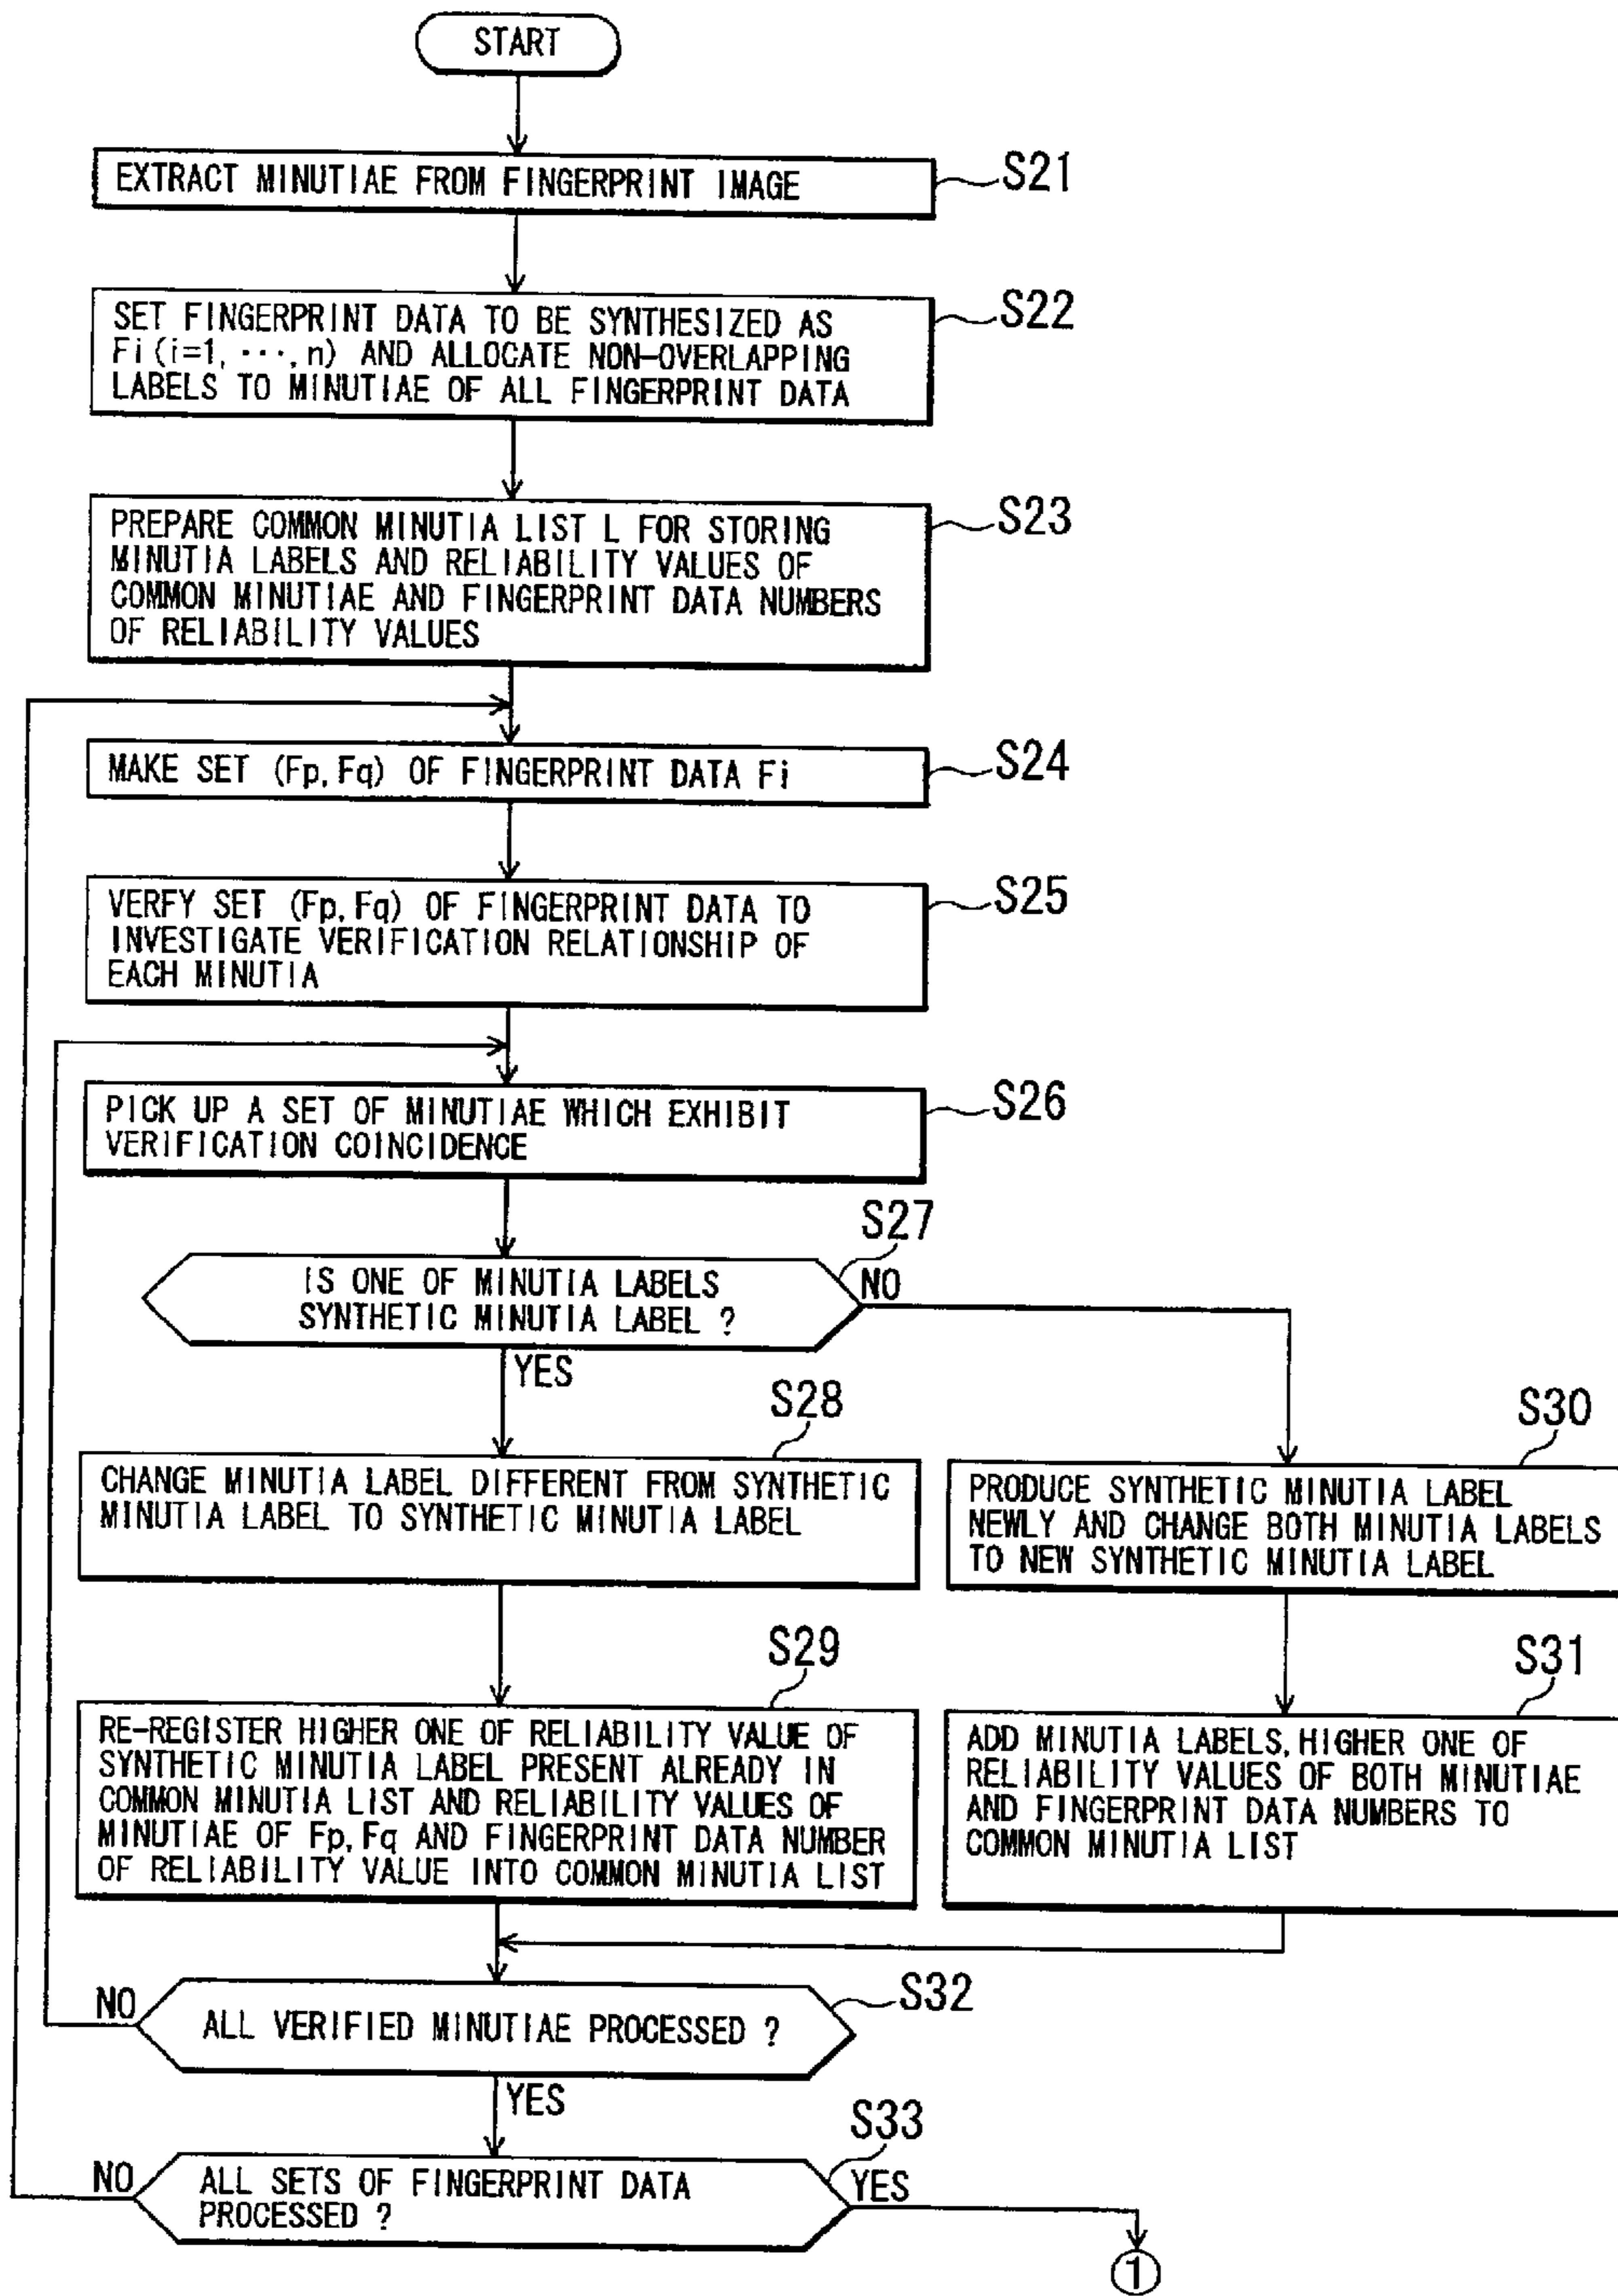 START
EXTRACT MINUTIAE FROM FINGERPRINT IMAGE
S21
SET FINGERPRINT DATA TO BE SYNTHESIZED AS
Fi (i=1, ···, n) AND ALLOCATE NON-OVERLAPPING
LABELS TO MINUTIAE OF ALL FINGERPRINT DATA
S22
PREPARE COMMON MINUTIA LIST L FOR STORING
MINUTIA LABELS AND RELIABILITY VALUES OF
COMMON MINUTIAE AND FINGERPRINT DATA NUMBERS
OF RELIABILITY VALUES
S23
MAKE SET (Fp, Fq) OF FINGERPRINT DATA Fi
S24
VERFY SET (Fp, Fq) OF FINGERPRINT DATA TO
INVESTIGATE VERIFICATION RELATIONSHIP OF
EACH MINUTIA
S25
PICK UP A SET OF MINUTIAE WHICH EXHIBIT
VERIFICATION COINCIDENCE
S26
S27
IS ONE OF MINUTIA LABELS
SYNTHETIC MINUTIA LABEL ?
NO
YES
S28
CHANGE MINUTIA LABEL DIFFERENT FROM SYNTHETIC
MINUTIA LABEL TO SYNTHETIC MINUTIA LABEL
S30
PRODUCE SYNTHETIC MINUTIA LABEL
NEWLY AND CHANGE BOTH MINUTIA LABELS
TO NEW SYNTHETIC MINUTIA LABEL
S29
RE-REGISTER HIGHER ONE OF RELIABILITY VALUE OF
SYNTHETIC MINUTIA LABEL PRESENT ALREADY IN
COMMON MINUTIA LIST AND RELIABILITY VALUES OF
MINUTIAE OF Fp, Fq AND FINGERPRINT DATA NUMBER
OF RELIABILITY VALUE INTO COMMON MINUTIA LIST
S31
ADD MINUTIA LABELS, HIGHER ONE OF
RELIABILITY VALUES OF BOTH MINUTIAE
AND FINGERPRINT DATA NUMBERS TO
COMMON MINUTIA LIST
NO
ALL VERIFIED MINUTIAE PROCESSED ?
S32
YES
S33
NO
ALL SETS OF FINGERPRINT DATA
PROCESSED ?
YES
1